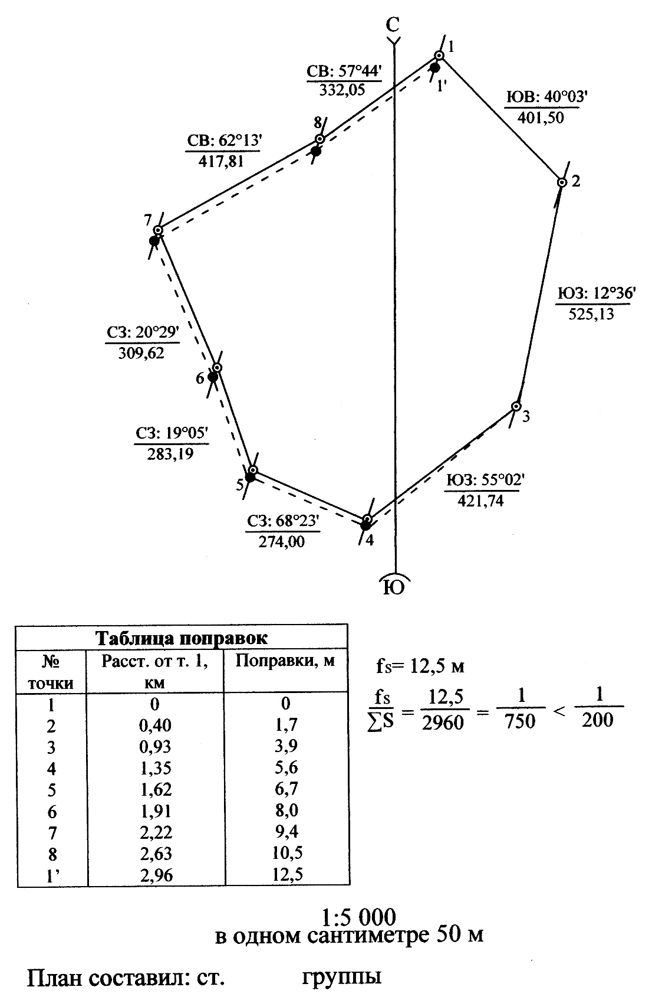 С
1
1'
СВ: 57°44'
332,05
ЮВ: 40°03'
401,50
8
СВ: 62°13'
417,81
2
7
ЮЗ: 12°36'
525,13
СЗ: 20°29'
309,62
6
3
СЗ: 19°05'
283,19
5
ЮЗ: 55°02'
421,74
СЗ: 68°23'
274,00
4
Ю
Таблица поправок
№ точки Расст. от т. 1, км Поправки, м
1 0 0
2 0,40 1,7
3 0,93 3,9
4 1,35 5,6
5 1,62 6,7
6 1,91 8,0
7 2,22 9,4
8 2,63 10,5
1’ 2,96 12,5
fs= 12,5 м
fs/∑S = 12,5/2960 = 1/750 < 1/200
1:5 000
в одном сантиметре 50 м
План составил: ст. группы